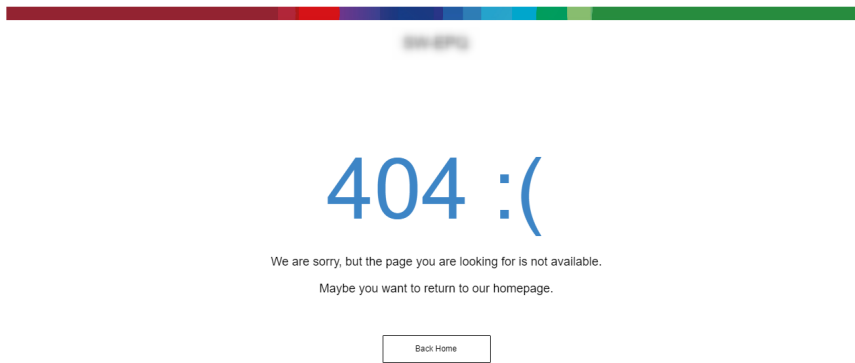 404 :(
We are sorry, but the page you are looking for is not available.
Maybe you want to return to our homepage.
Back Home